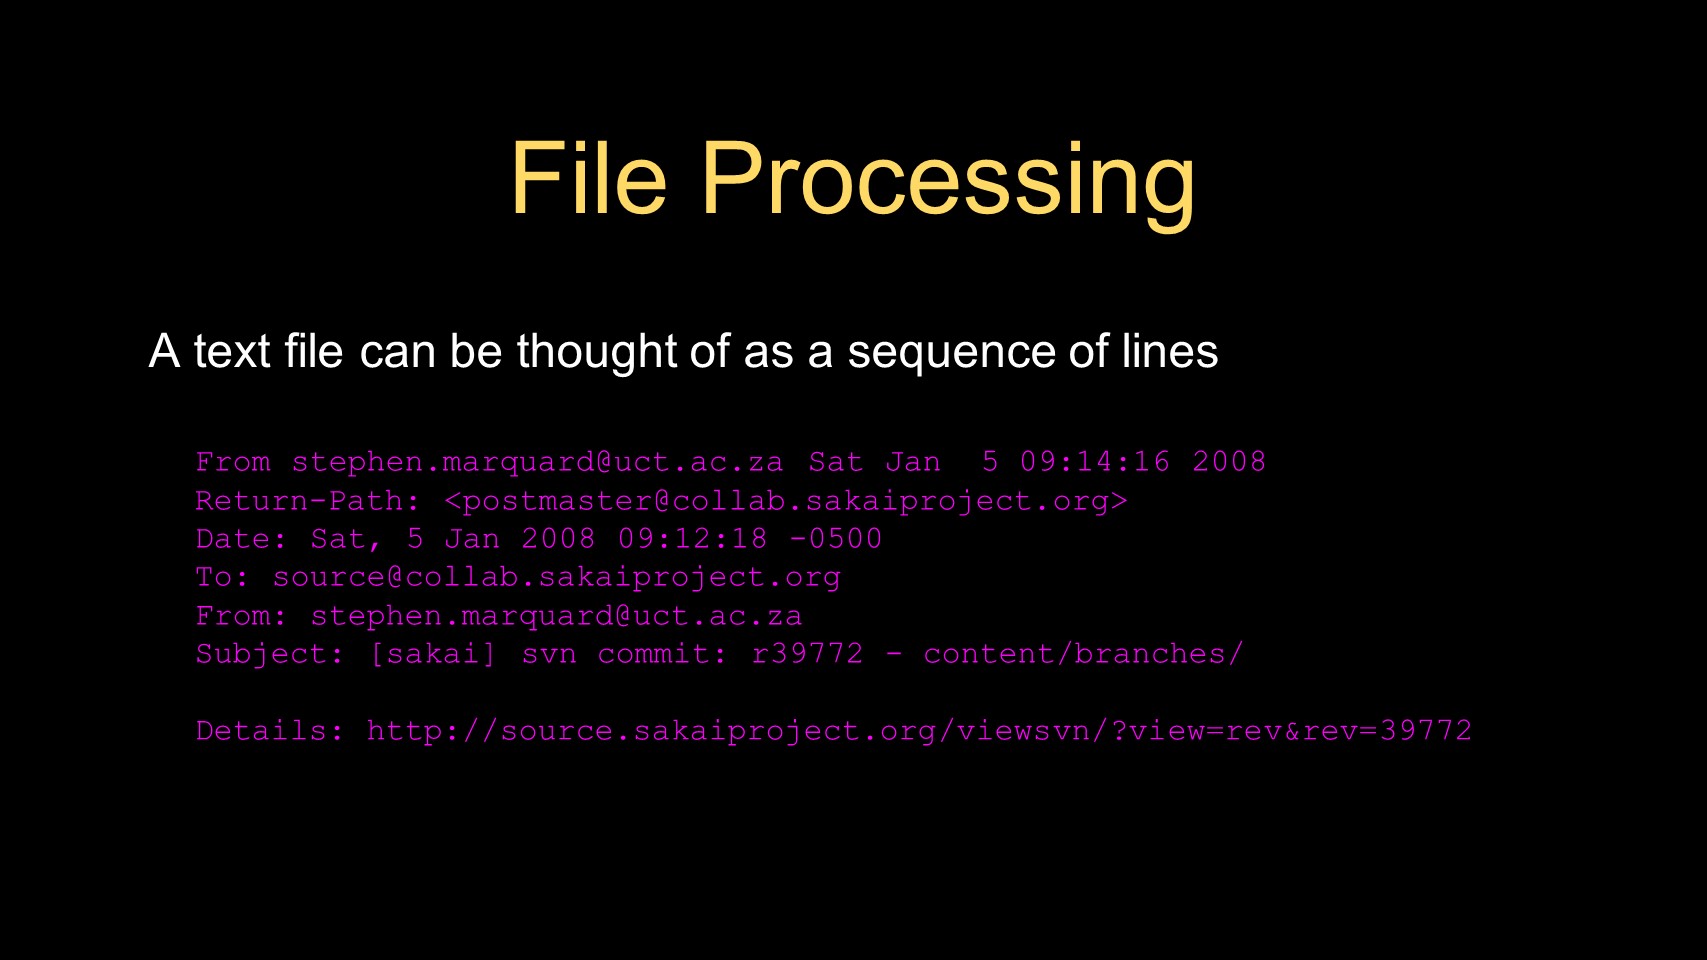 File Processing
A text file can be thought of as a sequence of lines
From stephen.marquard@uct.ac.za Sat Jan  5 09:14:16 2008
Return-Path: <postmaster@collab.sakaiproject.org>
Date: Sat, 5 Jan 2008 09:12:18 -0500
To: source@collab.sakaiproject.org
From: stephen.marquard@uct.ac.za
Subject: [sakai] svn commit: r39772 - content/branches/
Details: http://source.sakaiproject.org/viewsvn/?view=rev&rev=39772